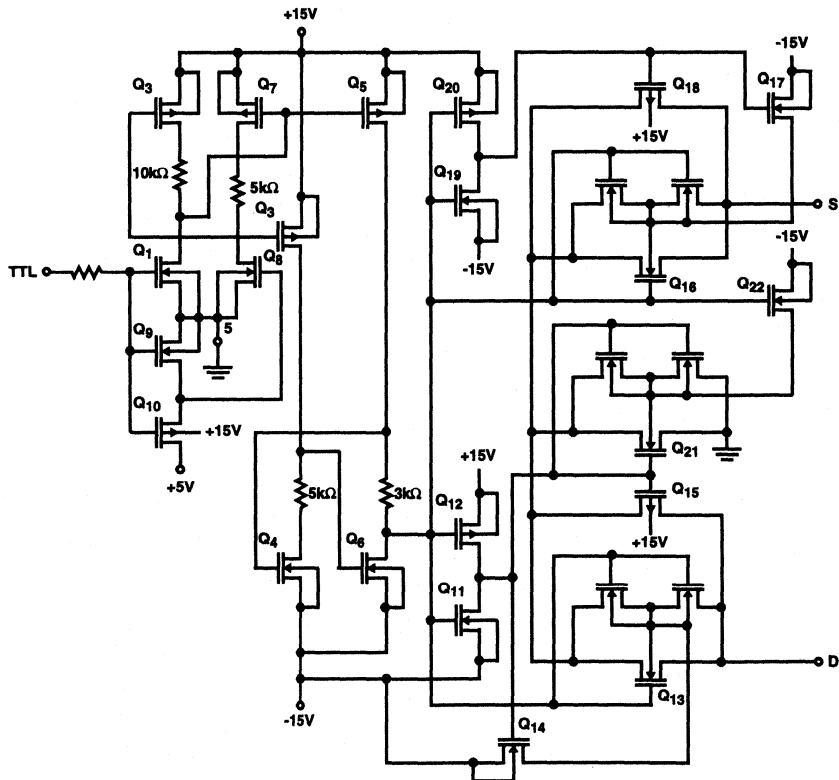 +15V
-15V
Q3
Q7
Q5
Q20
Q18
Q17
+15V
10kΩ
5kΩ
Q19
Q3
S
-15V
-15V
Q1
Q8
TTL
Q16
Q22
5
Q9
Q10
+15V
+5V
Q21
+15V
Q15
5kΩ
3kΩ
Q12
+15V
Q4
Q6
Q11
D
Q13
-15V
Q14